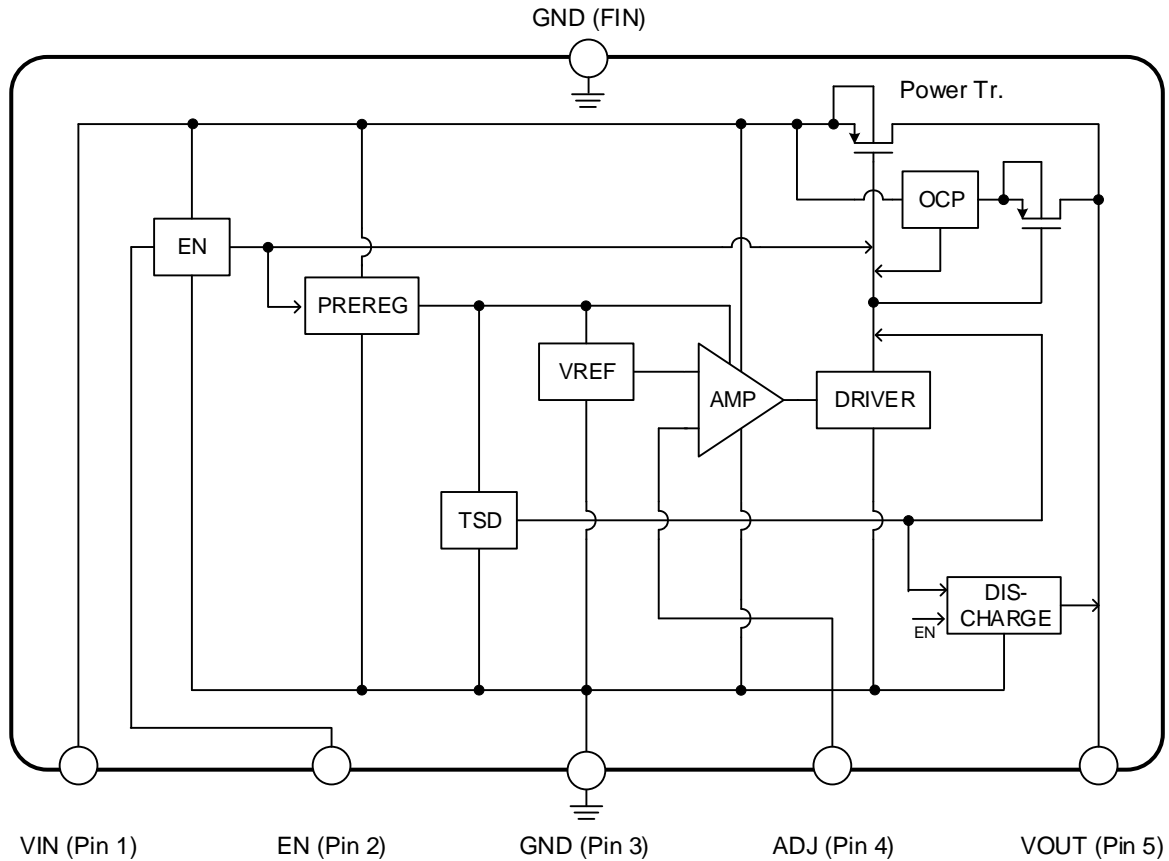 GND (FIN)
Power Tr.
OCP
EN
PREREG
VREF
AMP
DRIVER
TSD
DIS-
CHARGE
EN
VIN (Pin 1)
EN (Pin 2)
GND (Pin 3)
ADJ (Pin 4)
VOUT (Pin 5)